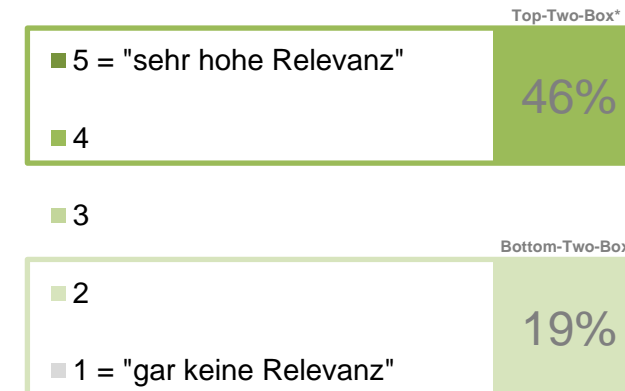 Top-Two-Box*
5 = "sehr hohe Relevanz"
46%
4
3
Bottom-Two-Box
2
19%
1 = "gar keine Relevanz"